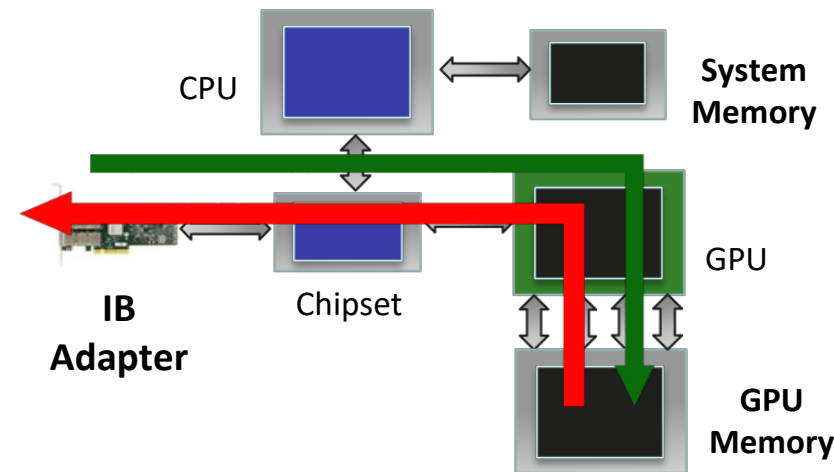 CPU
System
Memory
GPU
Chipset
IB
Adapter
GPU
Memory